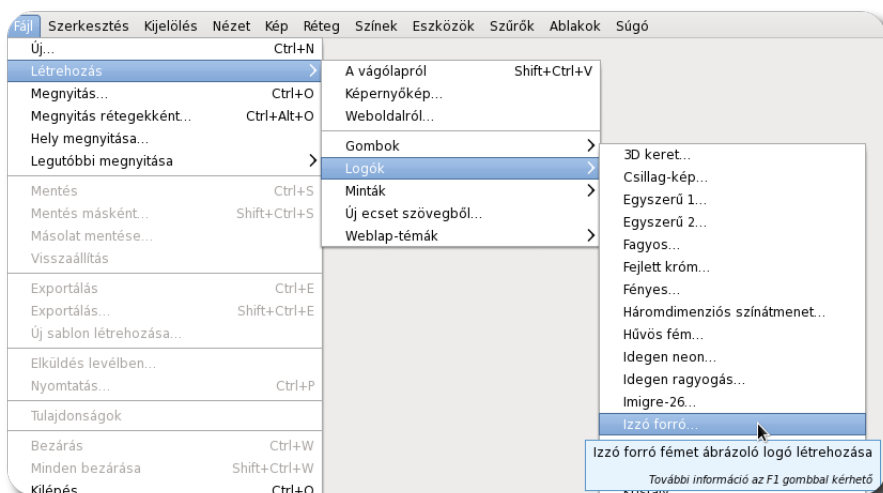 Fájl Szerkesztés Kijelölés Nézet Kép Réteg Színek Eszközök Szűrők Ablakok Súgó
Új... Ctrl+N
Létrehozás
Megnyitás... Ctrl+O
Megnyitás rétegekként... Ctrl+Alt+O
Hely megnyitása...
Legutóbbi megnyitása
Mentés Ctrl+S
Mentés másként... Shift+Ctrl+S
Másolat mentése...
Visszaállítás
Exportálás Ctrl+E
Exportálás... Shift+Ctrl+E
Új sablon létrehozása...
Elküldés levélben...
Nyomtatás... Ctrl+P
Tulajdonságok
Bezárás Ctrl+W
Minden bezárása Shift+Ctrl+W
Kilépés Ctrl+Q
A vágólapról Shift+Ctrl+V
Képernyőkép...
Weboldalról...
Gombok
Logók
Minták
Új ecset szövegből...
Weblap-témák
3D keret...
Csillag-kép...
Egyszerű 1...
Egyszerű 2...
Fagyos...
Fejlett króm...
Fényes...
Háromdimenziós színátmenet...
Hűvös fém...
Idegen neon...
Idegen ragyogás...
Imigre-26...
Izzó forró...
Izzó forró fémet ábrázoló logó létrehozása
További információ az F1 gombbal kérhető